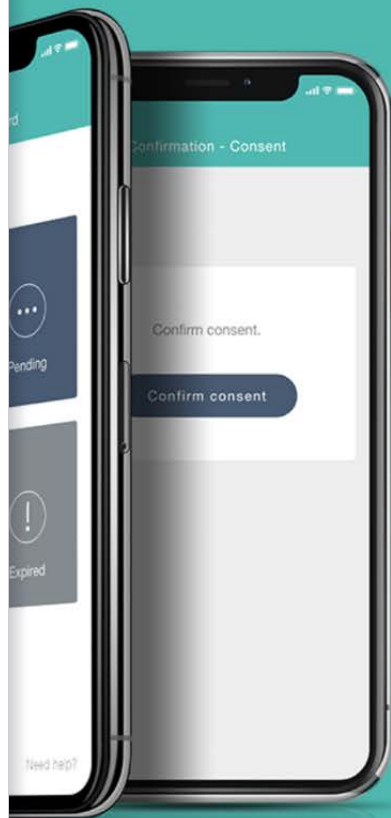 rd
Pending
Expired
Need help?
Confirmation - Consent
Confirm consent.
Confirm consent